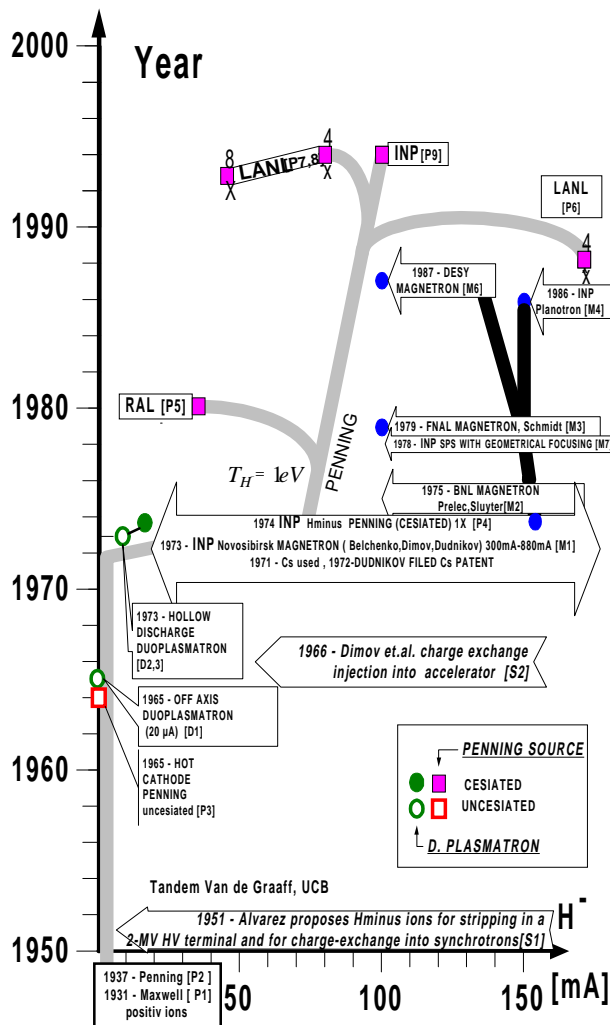 2000
Year
8
X
LANL[P7,8]
4
X
INP [P9]
LANL
[P6]
1990
4
X
1987 - DESY
MAGNETRON [M6]
1986 - INP
Planotron [M4]
1980
RAL [P5]
PENNING
1979 - FNAL MAGNETRON, Schmidt [M3]
1978 - INP SPS WITH GEOMETRICAL FOCUSING [M7]
T_H = 1eV
1975 - BNL MAGNETRON
Prelec,Sluyter[M2]
1974 INP Hminus PENNING (CESIATED) 1X [P4]
1973- INP Novosibirsk MAGNETRON ( Belchenko,Dimov,Dudnikov) 300mA-880mA [M1]
1971 - Cs used , 1972-DUDNIKOV FILED Cs PATENT
1970
1973 - HOLLOW
DISCHARGE
DUOPLASMATRON
[D2,3]
1966 - Dimov et.al. charge exchange
injection into accelerator [S2]
1965 - OFF AXIS
DUOPLASMATRON
(20 µA) [D1]
1965 - HOT
CATHODE
PENNING
uncesiated [P3]
1960
PENNING SOURCE
CESIATED
UNCESIATED
D. PLASMATRON
Tandem Van de Graaff, UCB
1951 - Alvarez proposes Hminus ions for stripping in a
2-MV HV terminal and for charge-exchange into synchrotrons[S1]
H-
1950
1937 - Penning [P2 ]
1931 - Maxwell [ P1]
positiv ions
50
100
150
[mA]